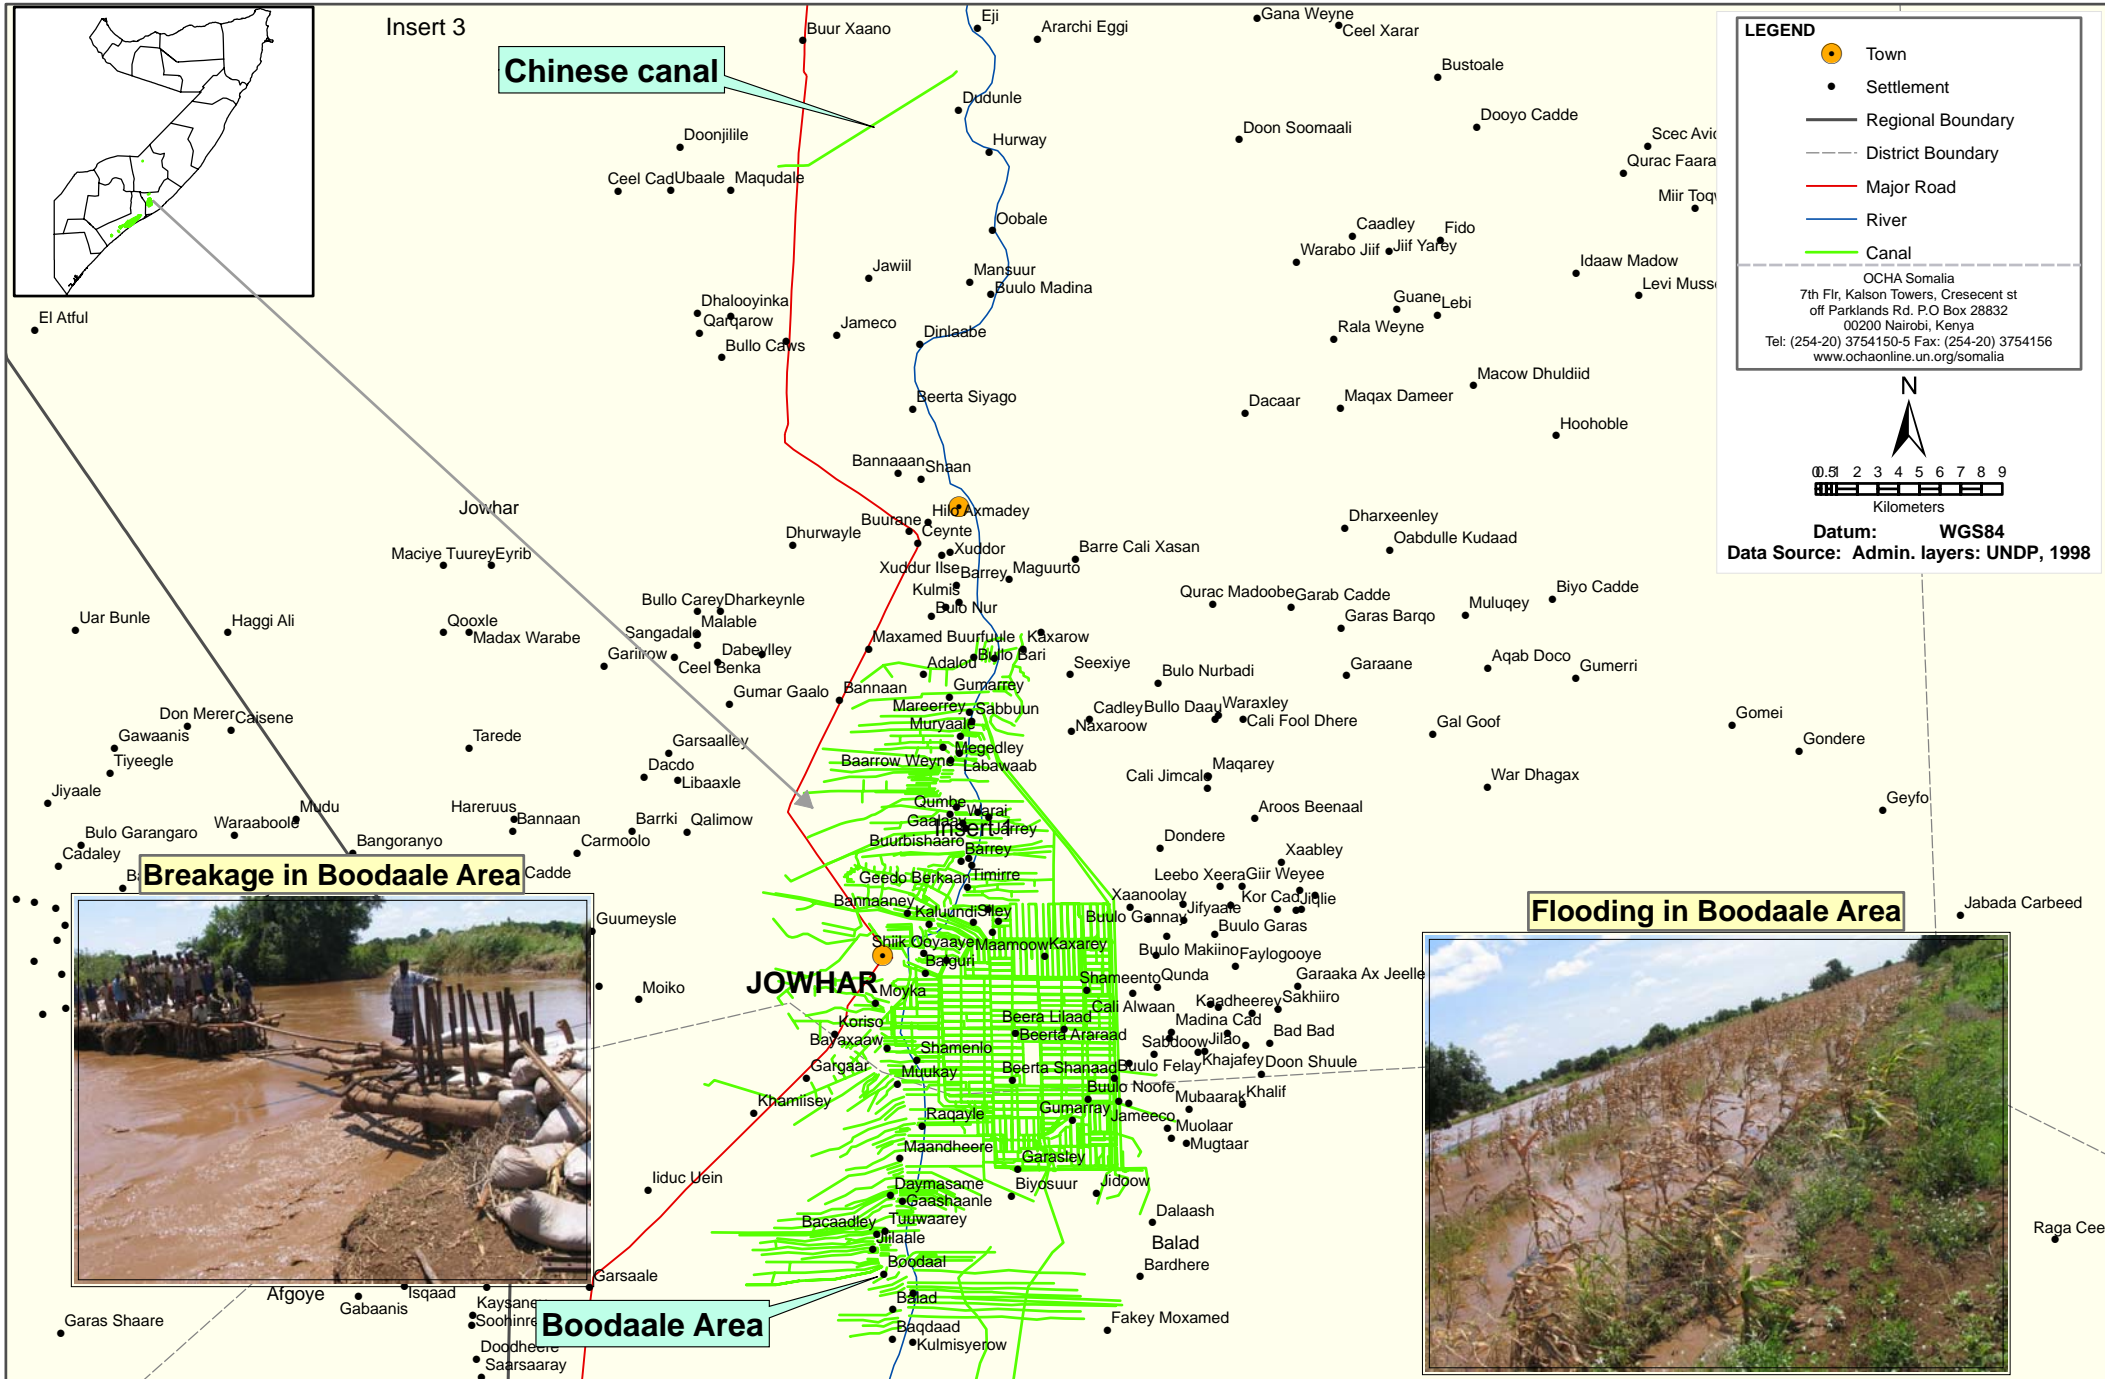 Insert 3
Chinese canal
Buur Xaano
Eji
Ararchi Eggi
Gana Weyne
Ceel Xarar
Bustoale
Dudunle
Doonjilile
Hurway
Doon Soomaali
Dooyo Cadde
Ceel Cad
Ubaale
Maqudale
Qurac Faara
Oobale
Caadley
Fido
Warabo Jiif
Jiif Yarey
Jawiil
Mansuur
Buulo Madina
Idaaw Madow
Dhalooyinka
Guane
Lebi
El Atful
Qarqarow
Jameco
Dinlaabe
Rala Weyne
Bullo Caws
Beerta Siyago
Dacaar
Maqax Dameer
Macow Dhuldiid
Hoohoble
Bannaaan
Shaan
LEGEND
Town
Settlement
Regional Boundary
District Boundary
Major Road
River
Canal
OCHA Somalia
7th Flr, Kalson Towers, Cresecent st
off Parklands Rd. P.O Box 28832
00200 Nairobi, Kenya
Tel: (254-20) 3754150-5 Fax: (254-20) 3754156
www.ochaonline.un.org/somalia
N
0 0.5 1 2 3 4 5 6 7 8 9
Kilometers
Datum: WGS84
Data Source: Admin. layers: UNDP, 1998
Jowhar
Hilo Axmadey
Buurane
Ceynte
Dhurwayle
Dharxeenley
Oabdulle Kudaad
Maciye Tuurey
Eyrib
Xuddor
Xuddur Ilse
Barrey
Maguurto
Barre Cali Xasan
Kulmis
Bulo Nur
Bullo Carey
Dharkeynle
Malable
Qurac Madoobe
Garab Cadde
Garas Barqo
Muluqey
Biyo Cadde
Uar Bunle
Haggi Ali
Qooxle
Madax Warabe
Sangadale
Maxamed Buurfuule
Kaxarow
Gariirow
Ceel Benka
Dabeylley
Adalod
Bullo Bari
Seexiye
Bulo Nurbadi
Garaane
Aqab Doco
Gumerri
Gumar Gaalo
Bannaan
Gumarrey
Don Merer
Caisene
Mareerrey
Sabbuun
Cadley
Bullo Daau
Waraxley
Cali Fool Dhere
Gal Goof
Gomei
Gawaanis
Tarede
Muryaale
Naxaroow
Garsaalley
Megedley
Gondere
Tiyeegle
Dacdo
Libaaxle
Baarrow Weyne
Labawaab
Cali Jimcale
Maqarey
War Dhagax
Jiyaale
Mudu
Hareruus
Bannaan
Qumbe
Warai
Aroos Beenaal
Geyfo
Bulo Garangaro
Waraaboole
Barrki
Qalimow
Gaalaay
Insert 1
Jarrey
Cadaley
Bangoranyo
Carmoolo
Buurbishaaro
Barrey
Dondere
Xaabley
Breakage in Boodaale Area
Cadde
Geedo Berkaan
Timirre
Leebo Xeera
Giir Weyee
Bannaaney
Xaanoolay
Jifyaale
Kor Cad
Jiqlie
Flooding in Boodaale Area
Jabada Carbeed
Guumeysle
Kaluundi
Siley
Buulo Gannay
Buulo Garas
Shiik Ooyaaye
Maamoow
Kaxarey
Buulo Makiino
Faylogooye
Balguri
JOWHAR
Moiko
Moyka
Shameento
Qunda
Garaaka Ax Jeelle
Cali Alwaan
Kaadheerey
Sakhiiro
Koriso
Beera Lilaad
Beerta Araraad
Madina Cad
Bad Bad
Bayaxaaw
Shamenlo
Sabdoow
Jilao
Gargaar
Muukay
Beerta Shanaad
Buulo Felay
Khajafey
Doon Shuule
Khamiisey
Buulo Noofe
Mubaarak
Khalif
Raqayle
Gumarray
Jameeco
Muolaar
Mugtaar
Maandheere
Garasley
Iiduc Uein
Daymasame
Gaashaanle
Biyosuur
Jidoow
Bacaadley
Tuuwaarey
Dalaash
Jlilaale
Balad
Raga Cee
Boodaal
Bardhere
Garsaale
Afgoye
Isqaad
Gabaanis
Kaysaney
Balad
Boodaale Area
Fakey Moxamed
Garas Shaare
Soohinre
Baqdaad
Kulmisyerow
Doodheere
Saarsaaray